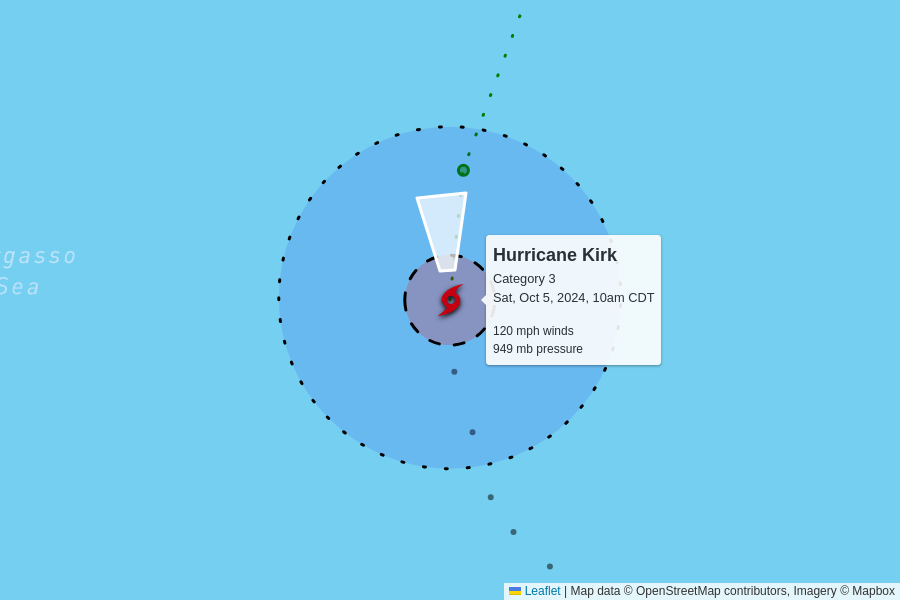 Hurricane Kirk
Category 3
Sat, Oct 5, 2024, 10am CDT
120 mph winds
949 mb pressure
gasso
Sea
Leaflet | Map data © OpenStreetMap contributors, Imagery © Mapbox